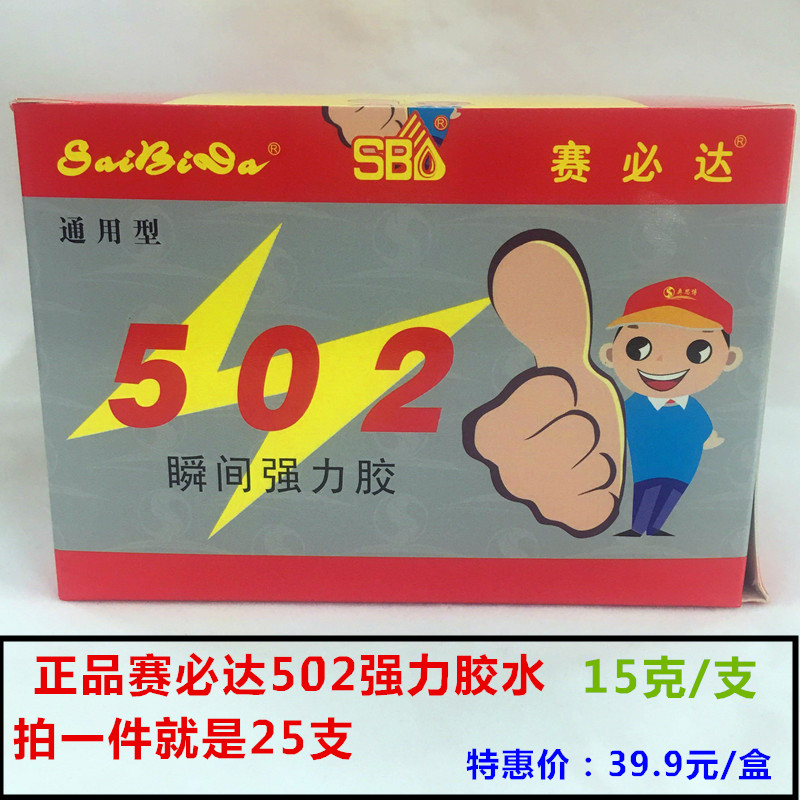 SaiBiDa®
SBD®
赛必达®
通用型
502
瞬间强力胶
正品赛必达502强力胶水 15克/支
拍一件就是25支
特惠价：39.9元/盒